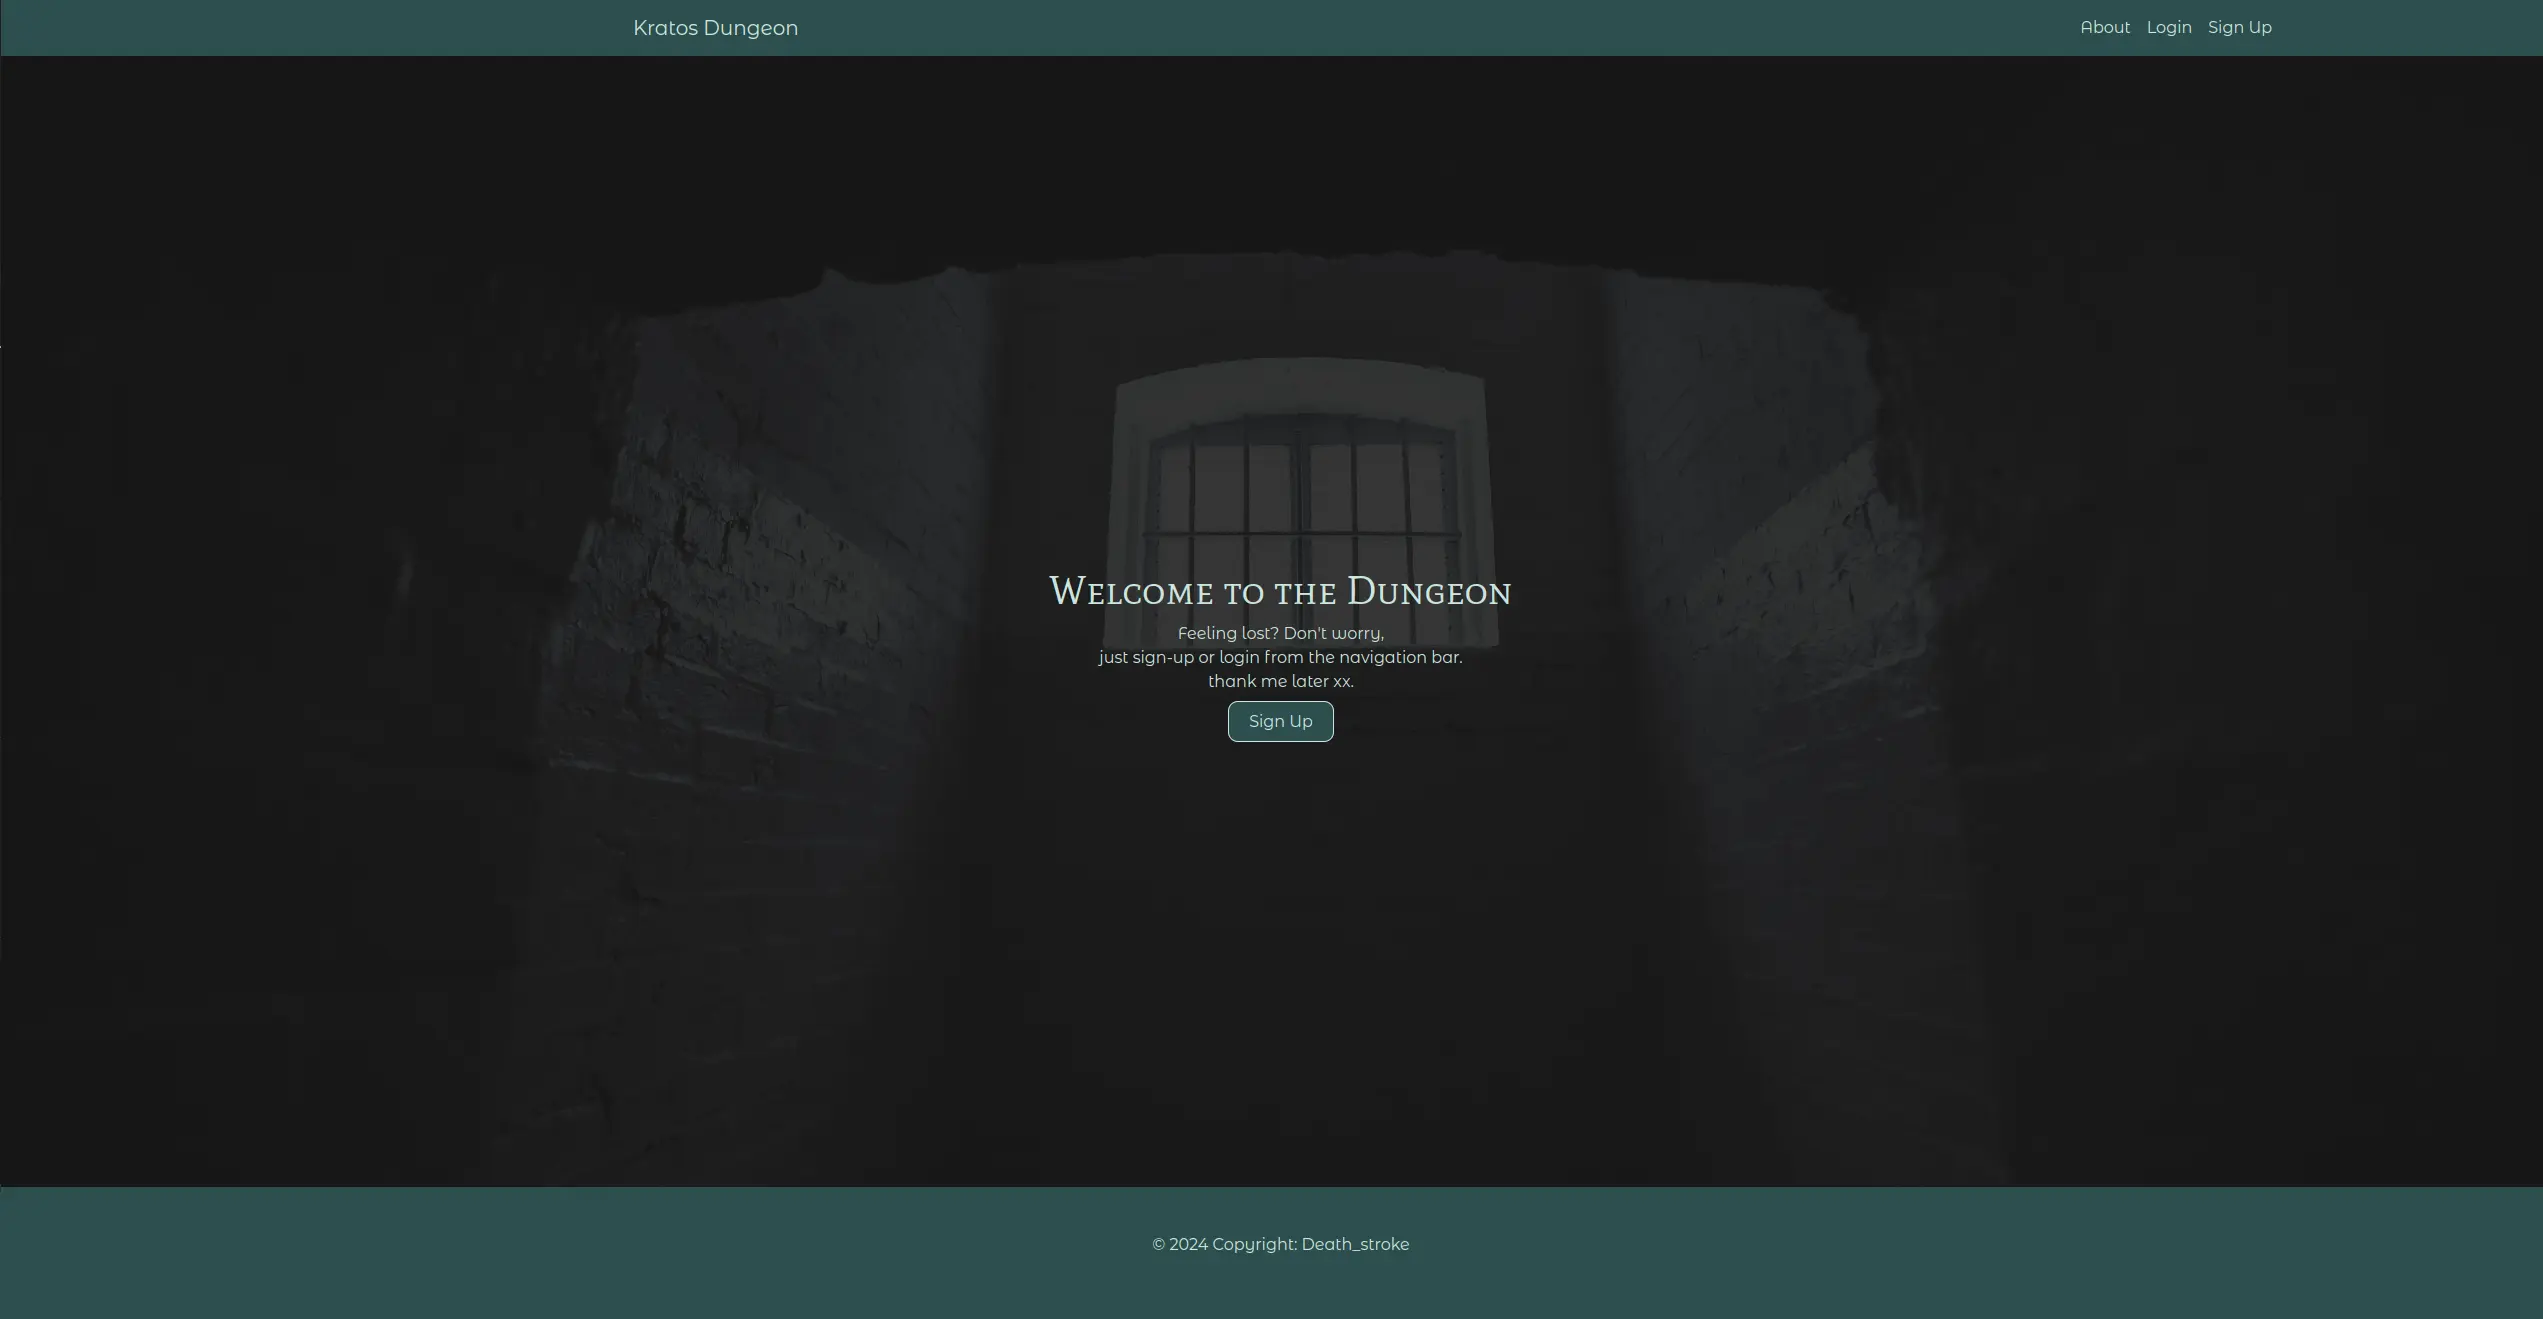 Kratos Dungeon
About Login Sign Up
Welcome to the Dungeon
Feeling lost? Don't worry,
just sign-up or login from the navigation bar.
thank me later xx.
Sign Up
© 2024 Copyright: Death_stroke